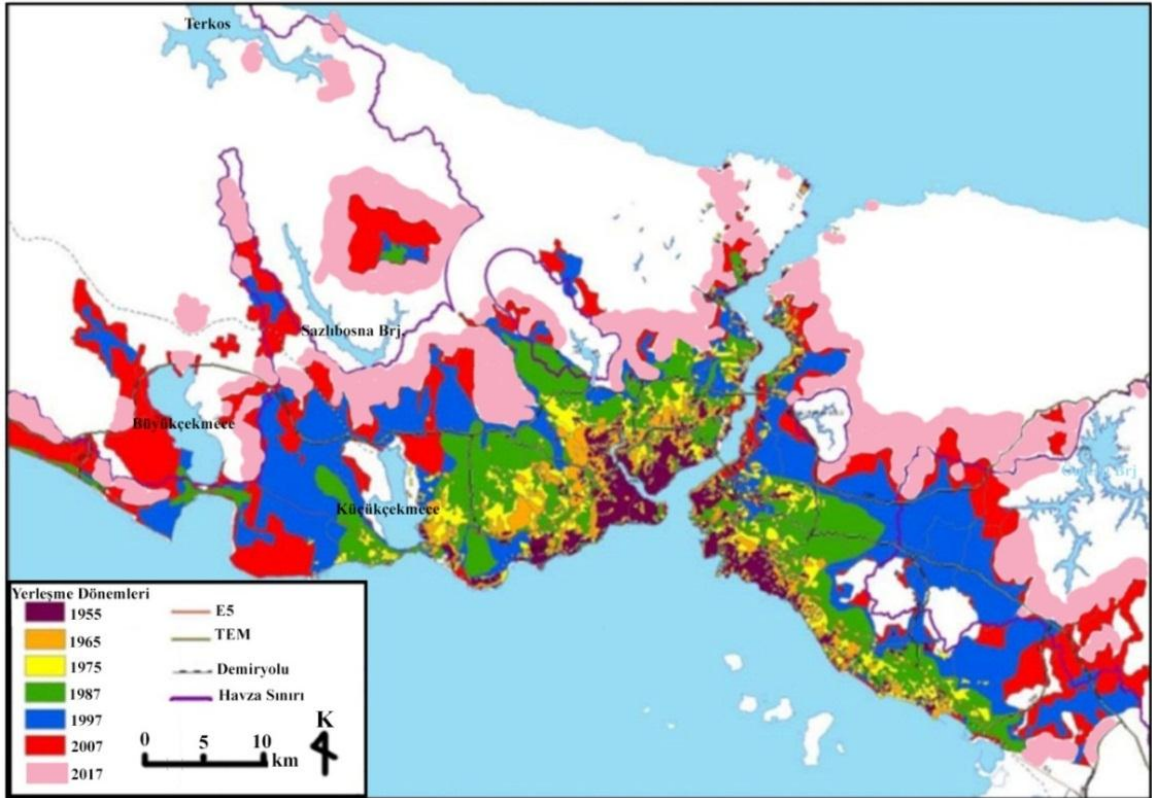 Terkos
Sazlıbosna Brj.
Büyükçekmece
Küçükçekmece
Yerleşme Dönemleri
1955
1965
1975
1987
1997
2007
2017
E5
TEM
Demiryolu
Havza Sınırı
K
0 5 10
km